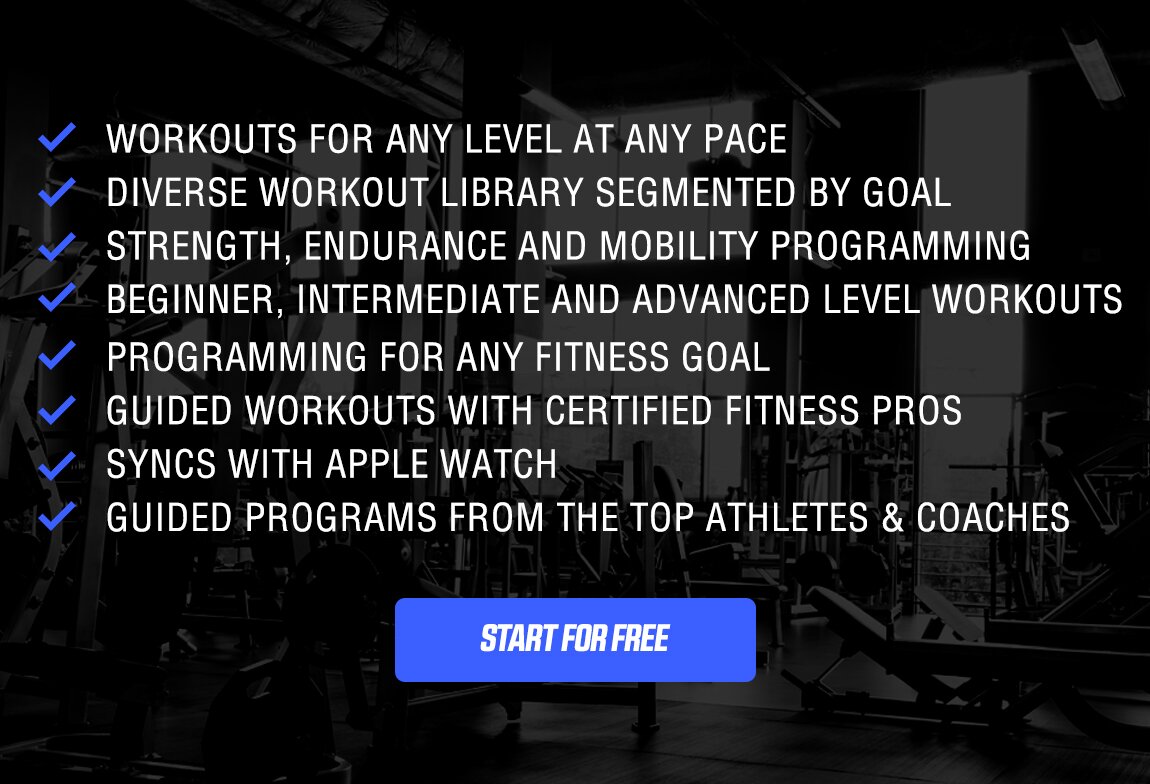 WORKOUTS FOR ANY LEVEL AT ANY PACE
DIVERSE WORKOUT LIBRARY SEGMENTED BY GOAL
STRENGTH, ENDURANCE AND MOBILITY PROGRAMMING
BEGINNER, INTERMEDIATE AND ADVANCED LEVEL WORKOUTS
PROGRAMMING FOR ANY FITNESS GOAL
GUIDED WORKOUTS WITH CERTIFIED FITNESS PROS
SYNCS WITH APPLE WATCH
GUIDED PROGRAMS FROM THE TOP ATHLETES & COACHES
START FOR FREE